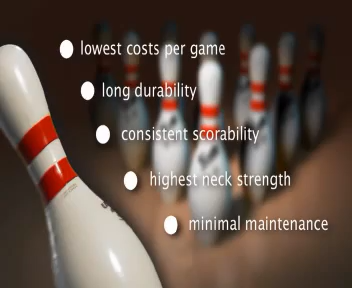 lowest costs per game
long durability
consistent scorability
highest neck strength
minimal maintenance